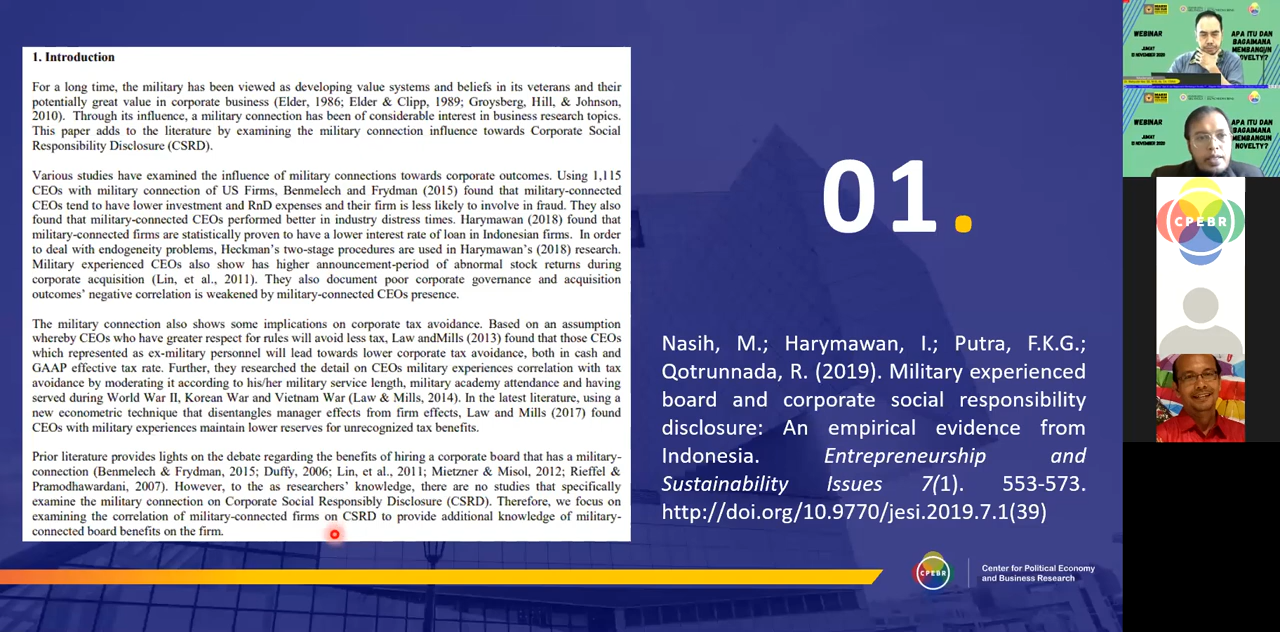 1. Introduction
For a long time, the military has been viewed as developing value systems and beliefs in its veterans and their
potentially great value in corporate business (Elder, 1986; Elder & Clipp, 1989; Groysberg, Hill, & Johnson,
2010). Through its influence, a military connection has been of considerable interest in business research topics.
This paper adds to the literature by examining the military connection influence towards Corporate Social
Responsibility Disclosure (CSRD).
Various studies have examined the influence of military connections towards corporate outcomes. Using 1,115
CEOs with military connection of US Firms, Benmelech and Frydman (2015) found that military-connected
CEOs tend to have lower investment and RnD expenses and their firm is less likely to involve in fraud. They also
found that military-connected CEOs performed better in industry distress times. Harymawan (2018) found that
military-connected firms are statistically proven to have a lower interest rate of loan in Indonesian firms. In order
to deal with endogeneity problems, Heckman's two-stage procedures are used in Harymawan's (2018) research.
Military experienced CEOs also show has higher announcement-period of abnormal stock returns during
corporate acquisition (Lin, et al., 2011). They also document poor corporate governance and acquisition
outcomes' negative correlation is weakened by military-connected CEOs presence.
The military connection also shows some implications on corporate tax avoidance. Based on an assumption
whereby CEOs who have greater respect for rules will avoid less tax, Law andMills (2013) found that those CEOs
which represented as ex-military personnel will lead towards lower corporate tax avoidance, both in cash and
GAAP effective tax rate. Further, they researched the detail on CEOs military experiences correlation with tax
avoidance by moderating it according to his/her military service length, military academy attendance and having
served during World War II, Korean War and Vietnam War (Law & Mills, 2014). In the latest literature, using a
new econometric technique that disentangles manager effects from firm effects, Law and Mills (2017) found
CEOs with military experiences maintain lower reserves for unrecognized tax benefits.
Prior literature provides lights on the debate regarding the benefits of hiring a corporate board that has a military-
connection (Benmelech & Frydman, 2015; Duffy, 2006; Lin, et al., 2011; Mietzner & Misol, 2012; Rieffel &
Pramodhawardani, 2007). However, to the as researchers' knowledge, there are no studies that specifically
examine the military connection on Corporate Social Responsibly Disclosure (CSRD). Therefore, we focus on
examining the correlation of military-connected firms on CSRD to provide additional knowledge of military-
connected board benefits on the firm.
01.
Nasih, M.; Harymawan, I.; Putra, F.K.G.;
Qotrunnada, R. (2019). Military experienced
board and corporate social responsibility
disclosure: An empirical evidence from
Indonesia. Entrepreneurship and
Sustainability Issues 7(1). 553-573.
http://doi.org/10.9770/jesi.2019.7.1(39)
CPEBR
Center for Political Economy
and Business Research
WEBINAR
JUMAT
13 NOVEMBER 2020
APA ITU DAN
BAGAIMANA
MEMBANGUN
NOVELTY?
WEBINAR
JUMAT
13 NOVEMBER 2020
APA ITU DAN
BAGAIMANA
MEMBANGUN
NOVELTY?
CPEBR